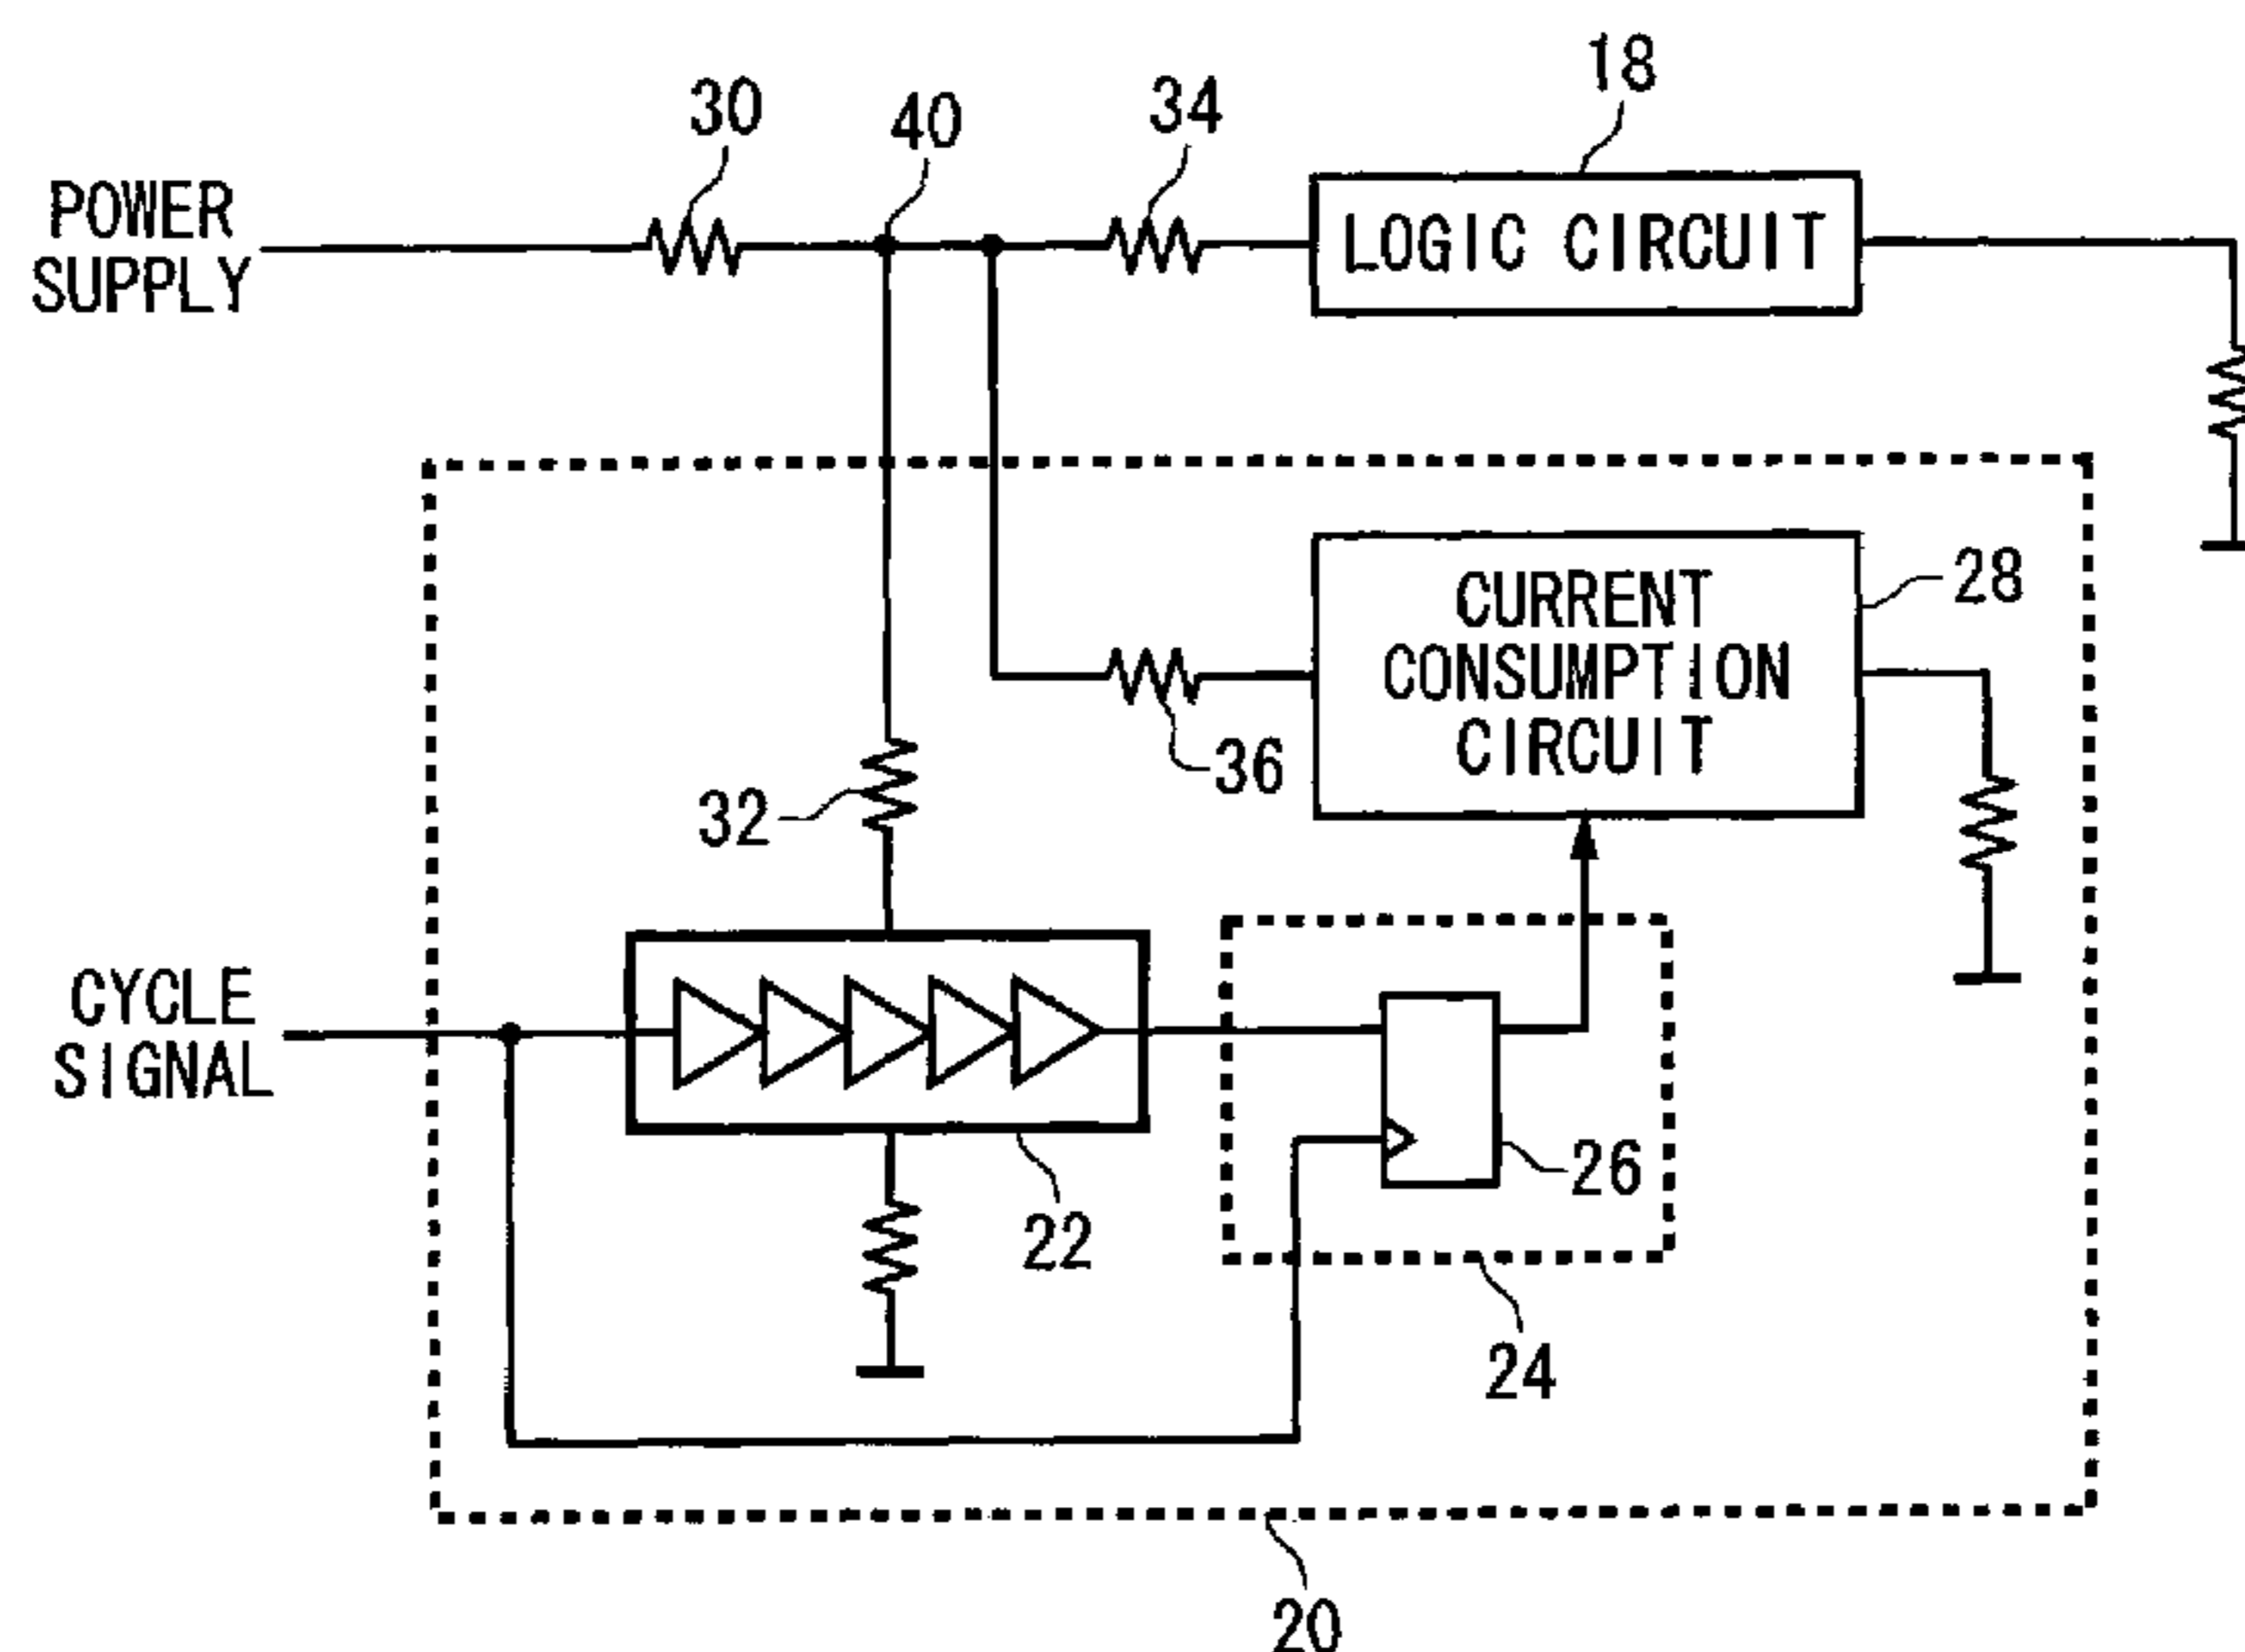 18
30
40
34
POWER
SUPPLY
LOGIC CIRCUIT
28
CURRENT
CONSUMPTION
CIRCUIT
36
32
CYCLE
SIGNAL
26
22
24
20